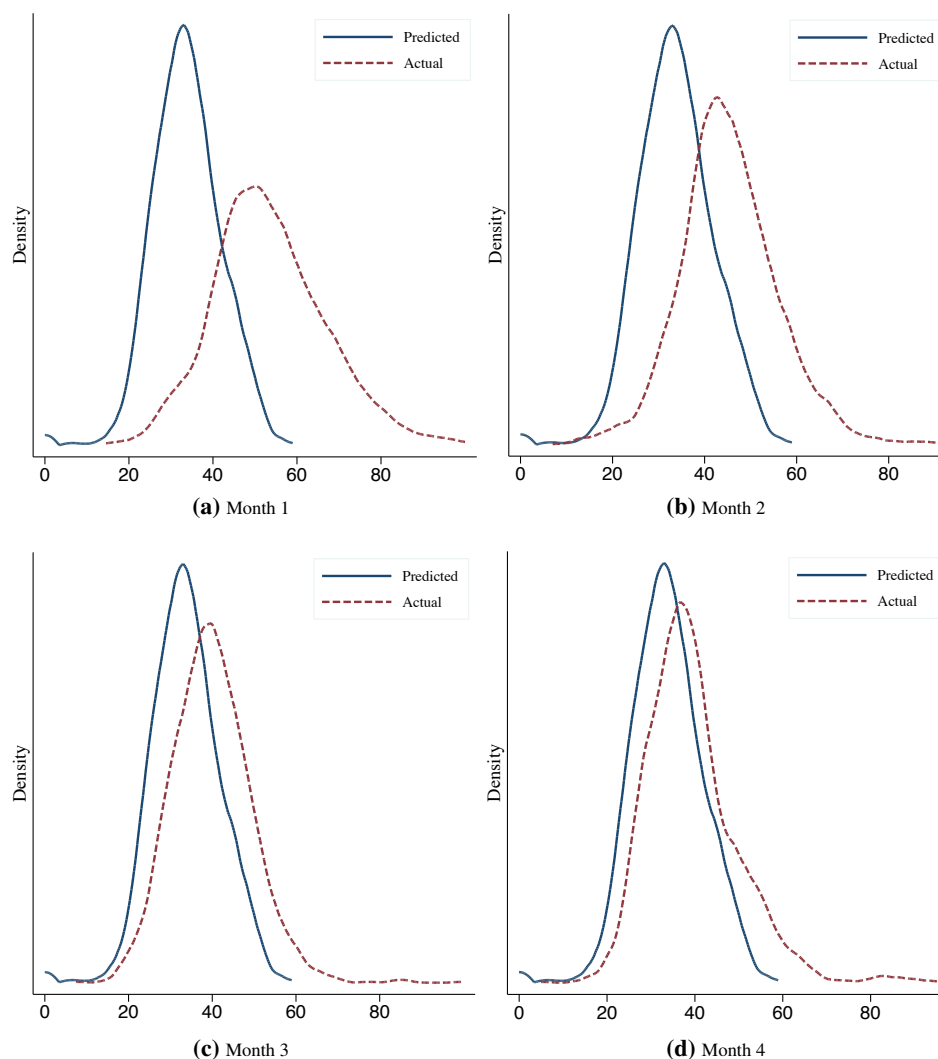 Predicted
Actual
Density
0 20 40 60 80
(a) Month 1
Predicted
Actual
Density
0 20 40 60 80
(b) Month 2
Predicted
Actual
Density
0 20 40 60 80
(c) Month 3
Predicted
Actual
Density
0 20 40 60 80
(d) Month 4